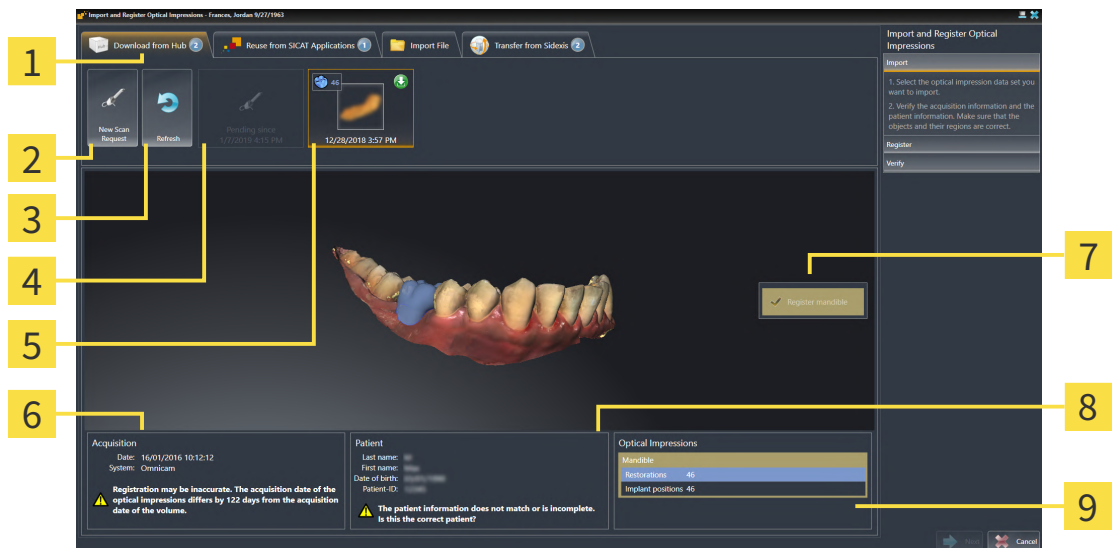 Import and Register Optical Impressions - Frances, Jordan 9/27/1963
Download from Hub 2
Reuse from SICAT Applications 1
Import File
Transfer from Sidexis 2
1
New Scan
Request
Refresh
Pending since
1/7/2018 4:15 PM
46
12/28/2018 3:57 PM
2
3
4
5
Import and Register Optical
Impressions
Import
1. Select the optical impression data set you
want to import.
2. Verify the acquisition information and the
patient information. Make sure that the
objects and their regions are correct.
Register
Verify
7
Register mandible
6
8
Acquisition
Date: 16/01/2016 10:12:12
System: Omnicam
Registration may be inaccurate. The acquisition date of the
optical impressions differs by 122 days from the acquisition
date of the volume.
Patient
Last name:
First name:
Date of birth:
Patient-ID:
The patient information does not match or is incomplete.
Is this the correct patient?
Optical Impressions
Mandible
Restorations 46
Implant positions 46
9
Next
Cancel